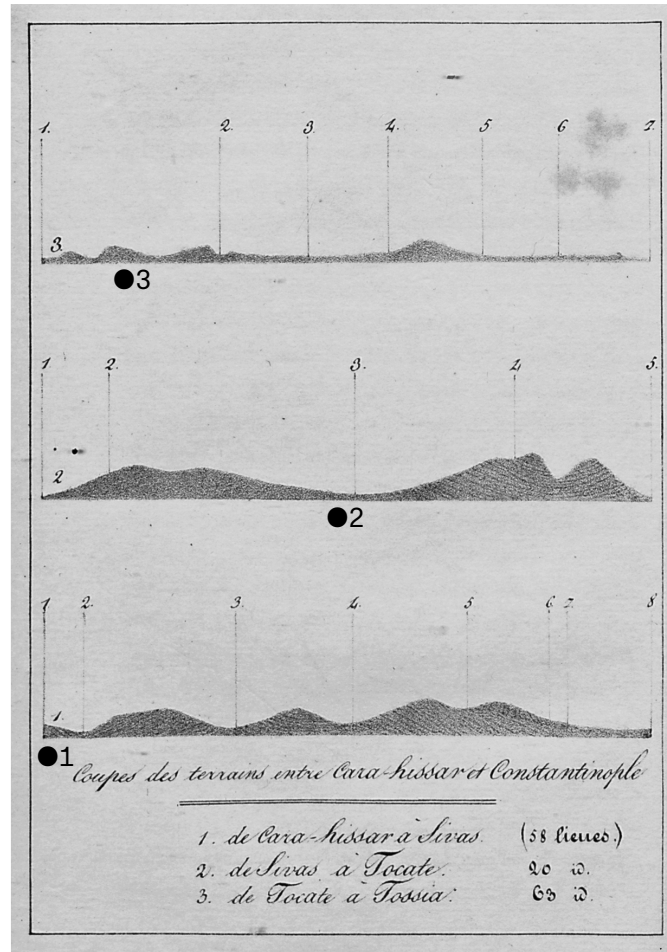 1. 2. 3. 4. 5 6 7.
3.
●3
1. 2. 3. 4 5.
2
●2
1 2. 3. 4. 5 6. 7. 8.
1.
●1
Coupes des terrains entre Cara-hissar et Constantinople
1. de Cara-hissar à Sivas. (58 lieues.)
2. de Sivas à Tocate. 20 id.
3. de Tocate à Tossia. 63 id.